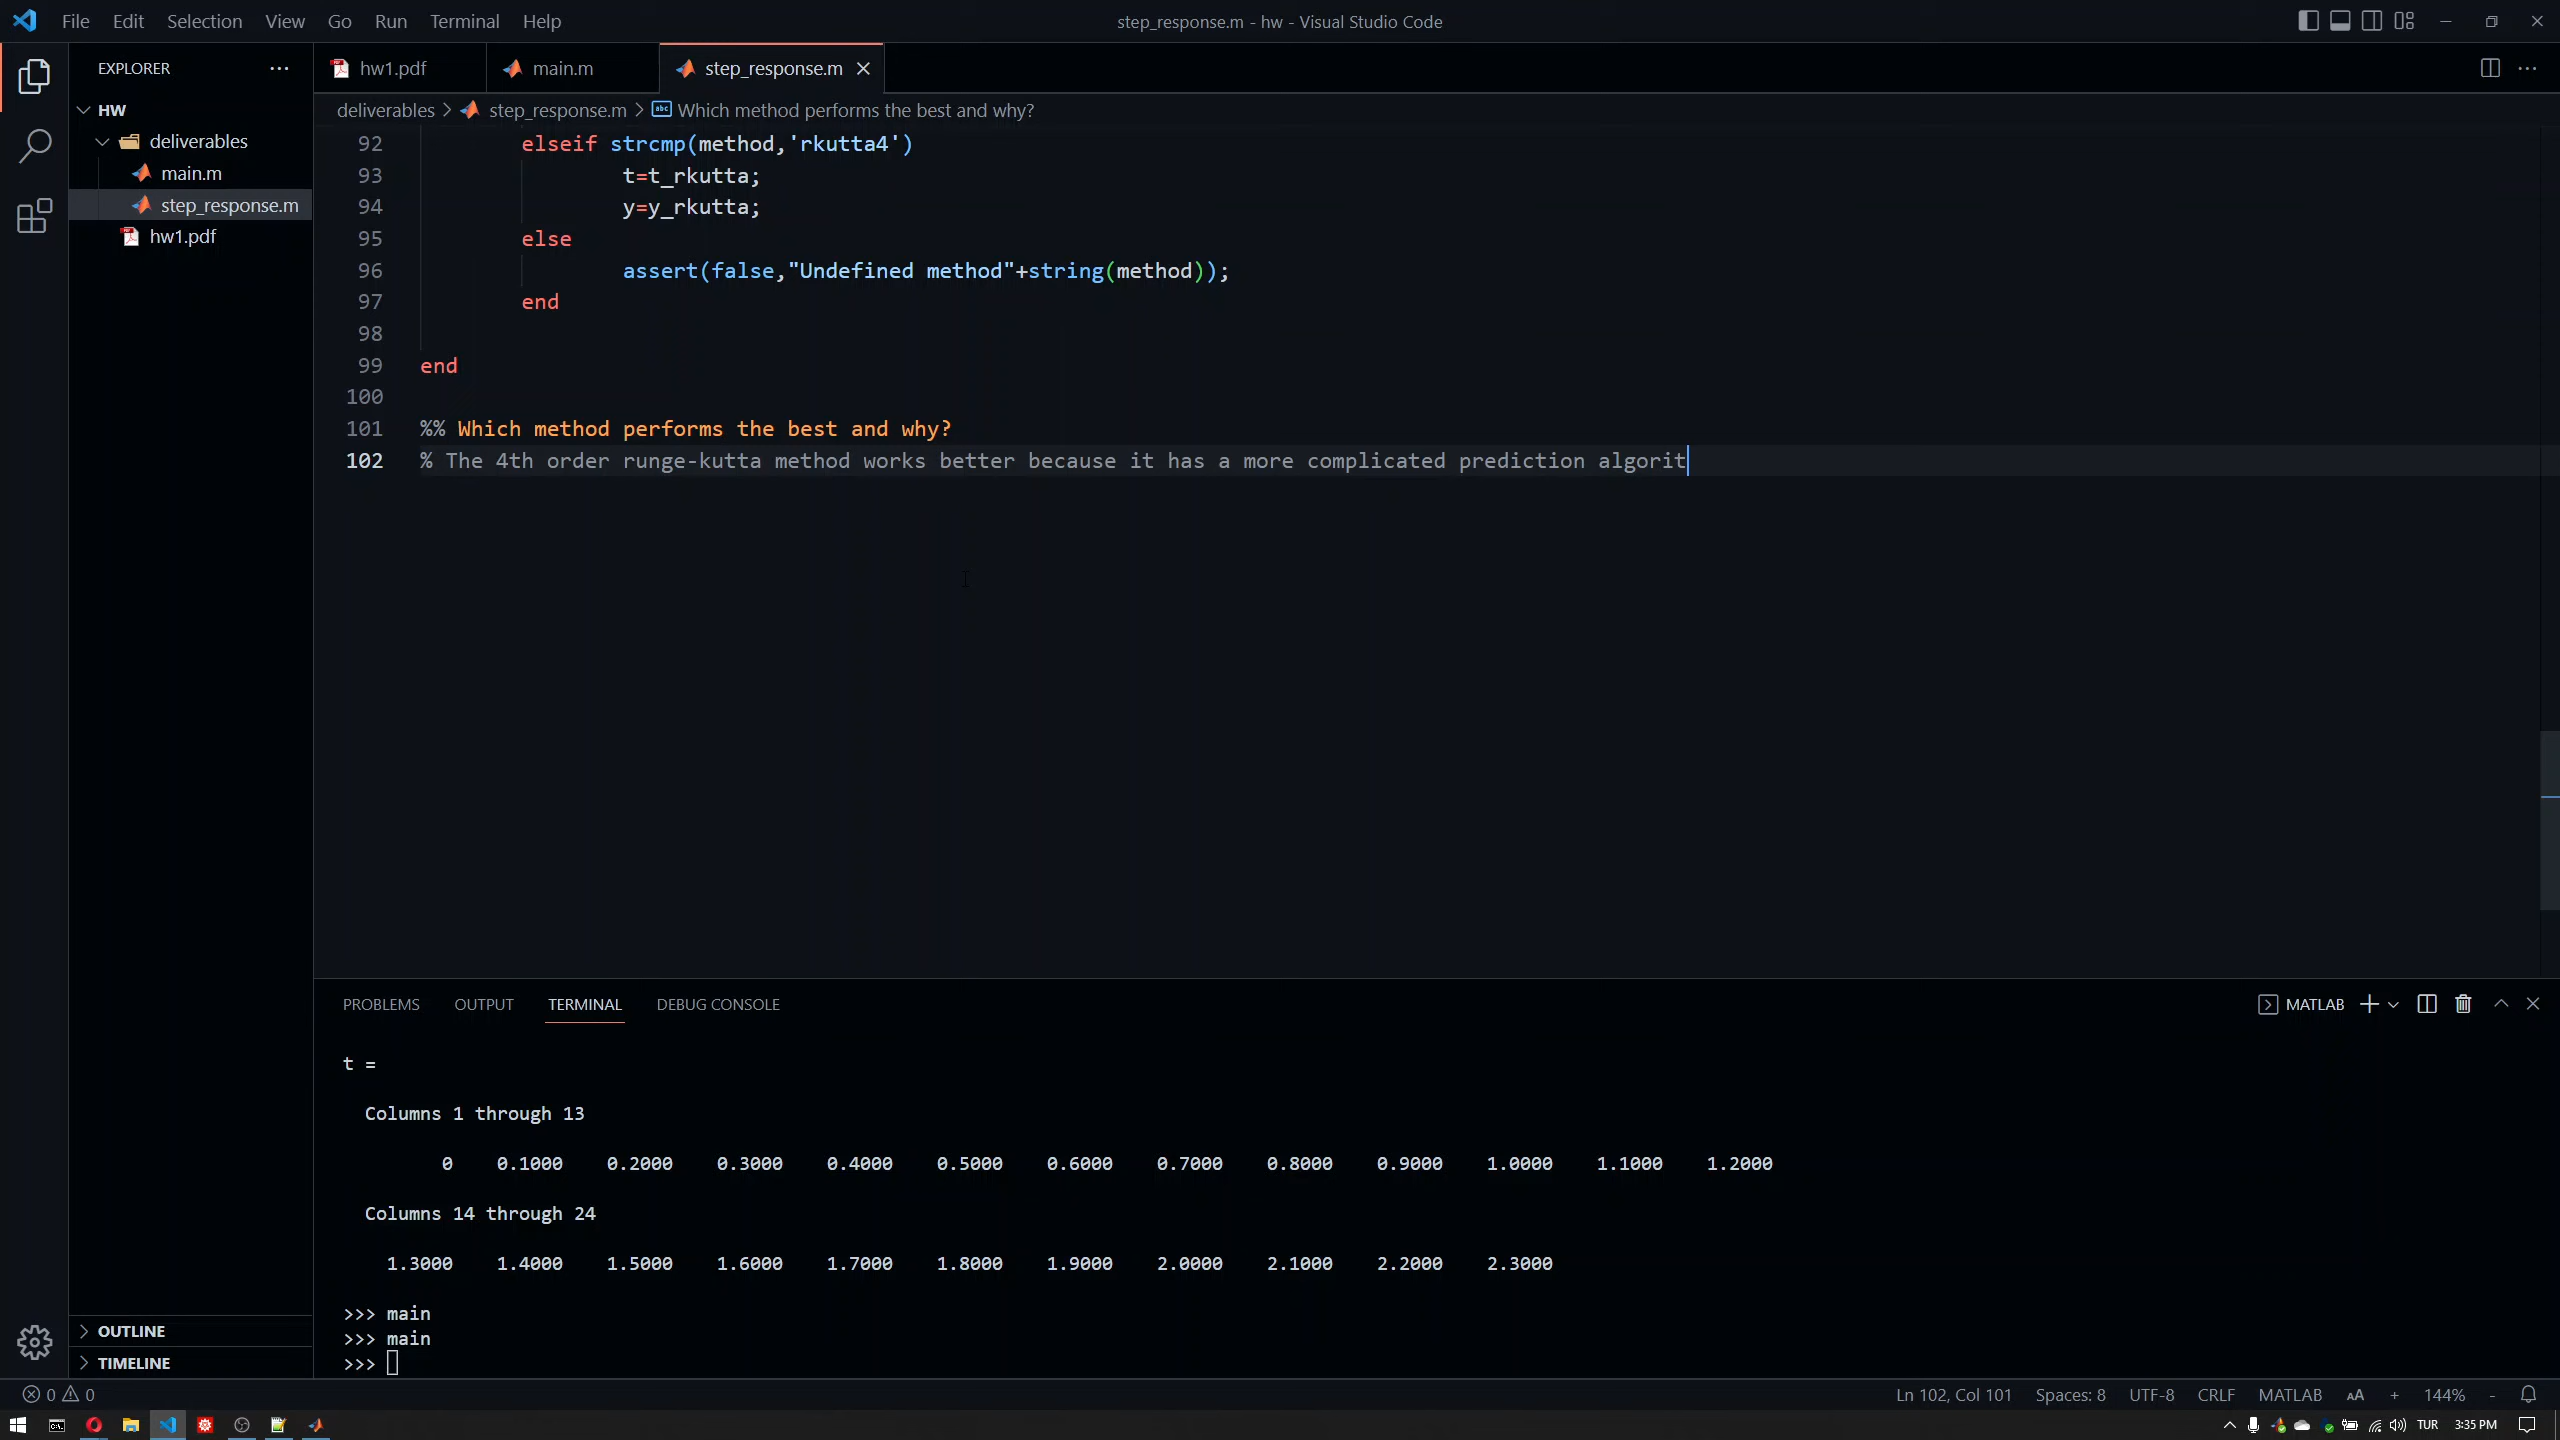 File Edit Selection View Go Run Terminal Help
step_response.m - hw - Visual Studio Code
EXPLORER
HW
deliverables
main.m
step_response.m
hw1.pdf
OUTLINE
TIMELINE
hw1.pdf main.m step_response.m
deliverables > step_response.m > Which method performs the best and why?
92 elseif strcmp(method,'rkutta4')
93 t=t_rkutta;
94 y=y_rkutta;
95 else
96 assert(false,"Undefined method"+string(method));
97 end
98
99 end
100
101 %% Which method performs the best and why?
102 % The 4th order runge-kutta method works better because it has a more complicated prediction algorit
PROBLEMS OUTPUT TERMINAL DEBUG CONSOLE
MATLAB
t =
Columns 1 through 13
0 0.1000 0.2000 0.3000 0.4000 0.5000 0.6000 0.7000 0.8000 0.9000 1.0000 1.1000 1.2000
Columns 14 through 24
1.3000 1.4000 1.5000 1.6000 1.7000 1.8000 1.9000 2.0000 2.1000 2.2000 2.3000
>>> main
>>> main
>>>
0 0
Ln 102, Col 101 Spaces: 8 UTF-8 CRLF MATLAB AA + 144% -
TUR 3:35 PM